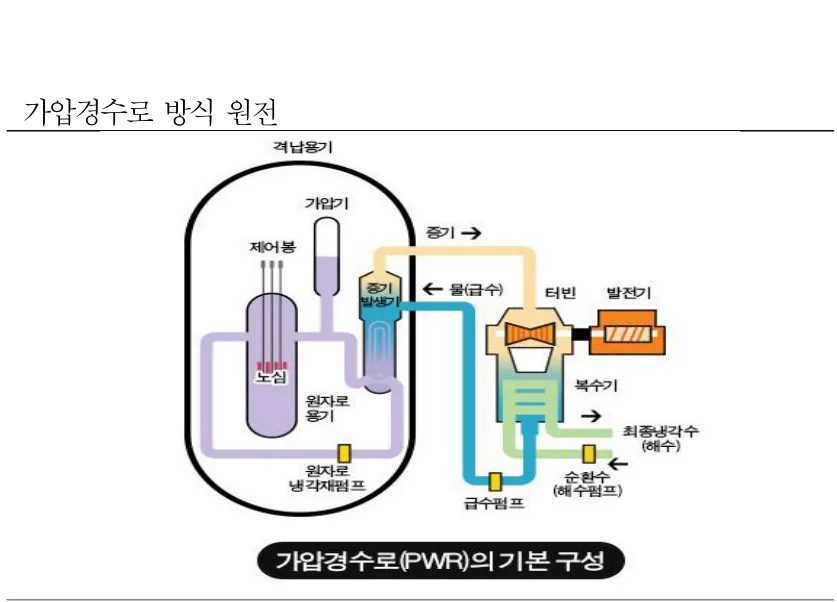 가압경수로 방식 원전
격납용기
가압기
제어봉
증기 →
← 물(급수)
증기
발생기
터빈
발전기
노심
복수기
원자로
용기
최종냉각수
(해수)
원자로
냉각재펌프
순환수
(해수펌프)
급수펌프
가압경수로(PWR)의 기본 구성